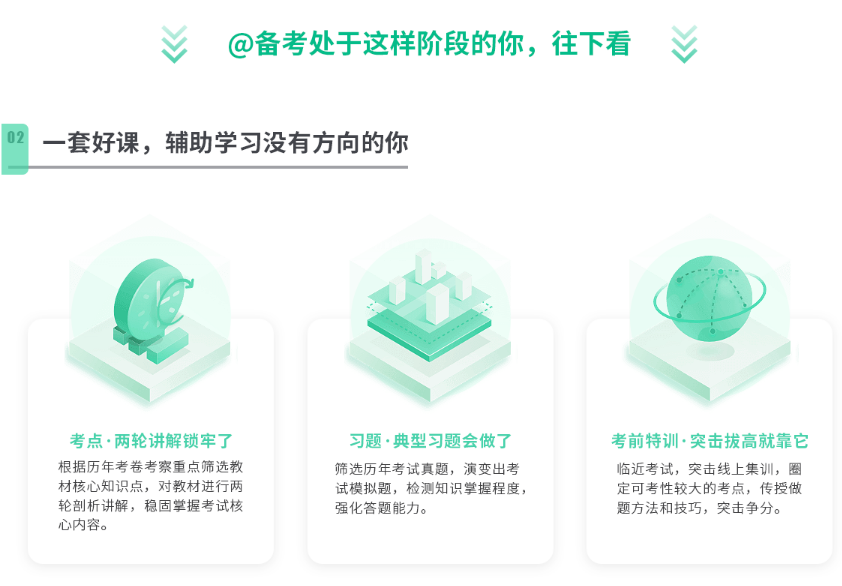 @备考处于这样阶段的你，往下看
02
一套好课，辅助学习没有方向的你
考点·两轮讲解锁牢了
根据历年考卷考察重点筛选教
材核心知识点，对教材进行两
轮剖析讲解，稳固掌握考试核
心内容。
习题·典型习题会做了
筛选历年考试真题，演变出考
试模拟题，检测知识掌握程度，
强化答题能力。
考前特训·突击拔高就靠它
临近考试，突击线上集训，圈
定可考性较大的考点，传授做
题方法和技巧，突击争分。